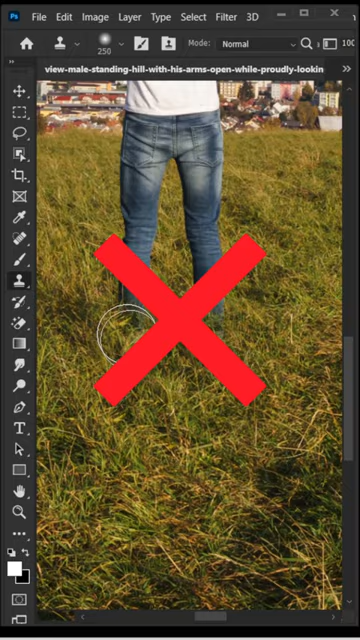 Ps File Edit Image Layer Type Select Filter 3D
250 Mode: Normal
view-male-standing-hill-with-his-arms-open-while-proudly-lookin
T